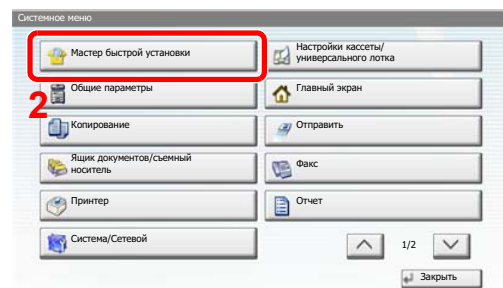 Системное меню
Мастер быстрой установки
Настройки кассеты/
универсального лотка
2
Общие параметры
Главный экран
Копирование
Отправить
Ящик документов/съемный
носитель
Факс
Принтер
Отчет
Система/Сетевой
1/2
Закрыть